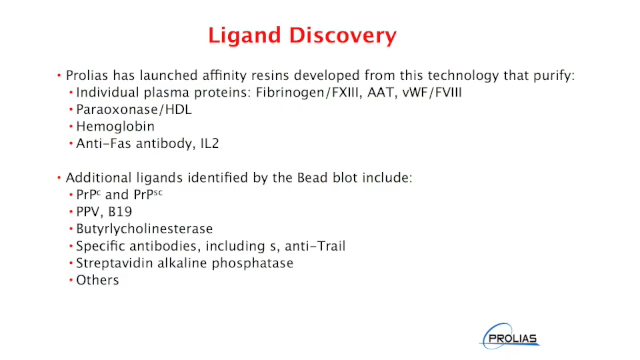 Ligand Discovery
• Prolias has launched affinity resins developed from this technology that purify:
• Individual plasma proteins: Fibrinogen/FXIII, AAT, vWF/FVIII
• Paraoxonase/HDL
• Hemoglobin
• Anti-Fas antibody, IL2
• Additional ligands identified by the Bead blot include:
• PrPᶜ and PrPˢᶜ
• PPV, B19
• Butyrlycholinesterase
• Specific antibodies, including s, anti-Trail
• Streptavidin alkaline phosphatase
• Others
PROLIAS